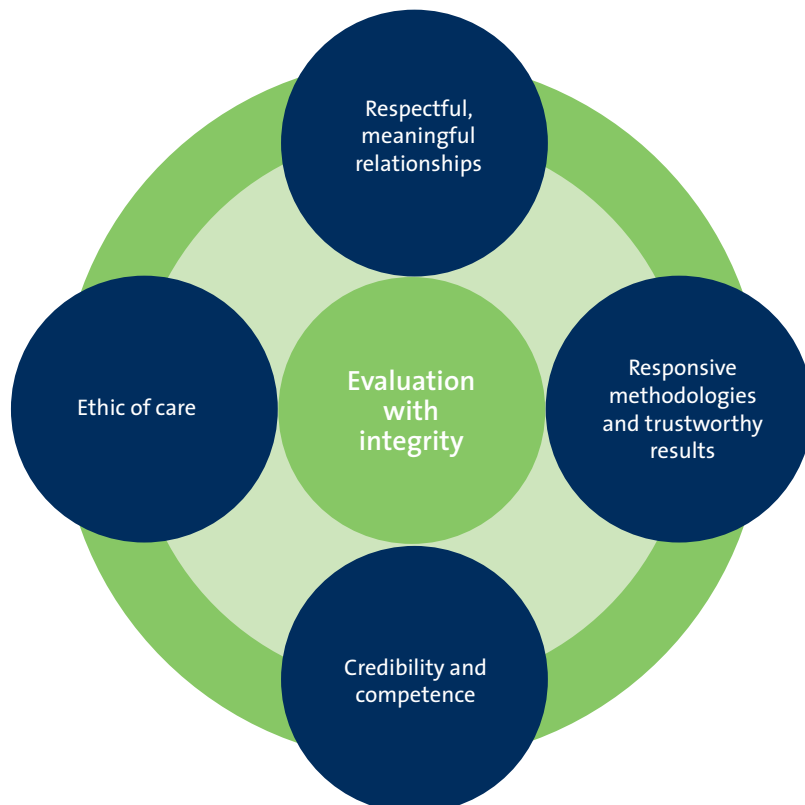 Respectful,
meaningful
relationships
Ethic of care
Evaluation
with
integrity
Responsive
methodologies
and trustworthy
results
Credibility and
competence